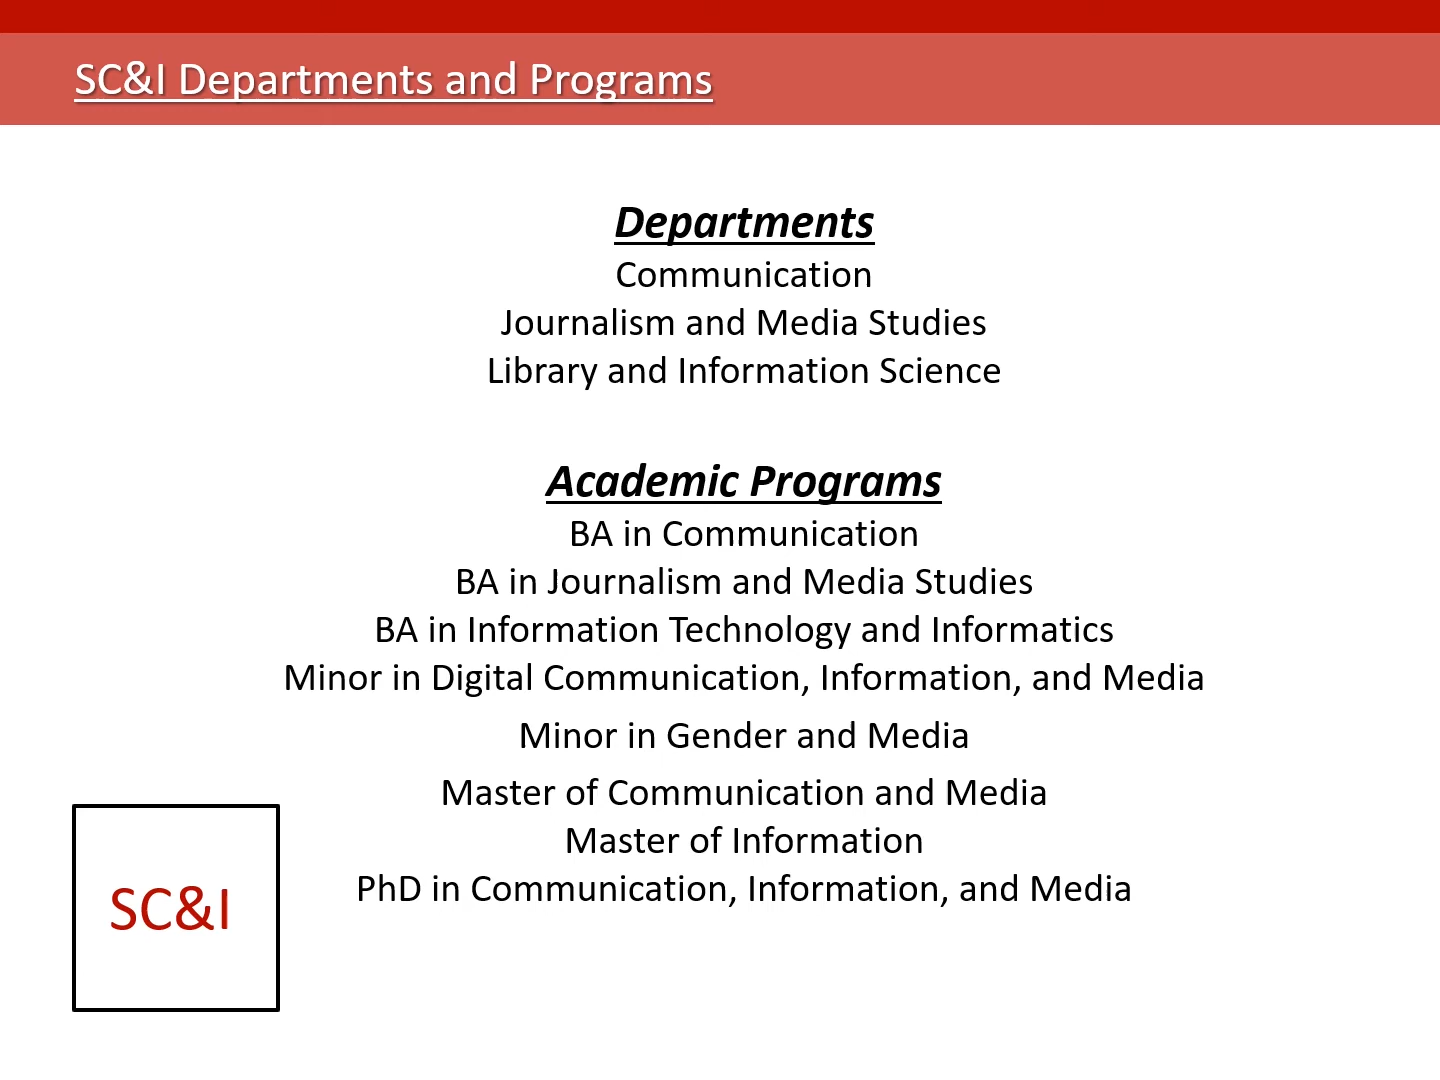 SC&I Departments and Programs
Departments
Communication
Journalism and Media Studies
Library and Information Science
Academic Programs
BA in Communication
BA in Journalism and Media Studies
BA in Information Technology and Informatics
Minor in Digital Communication, Information, and Media
Minor in Gender and Media
Master of Communication and Media
Master of Information
PhD in Communication, Information, and Media
SC&I